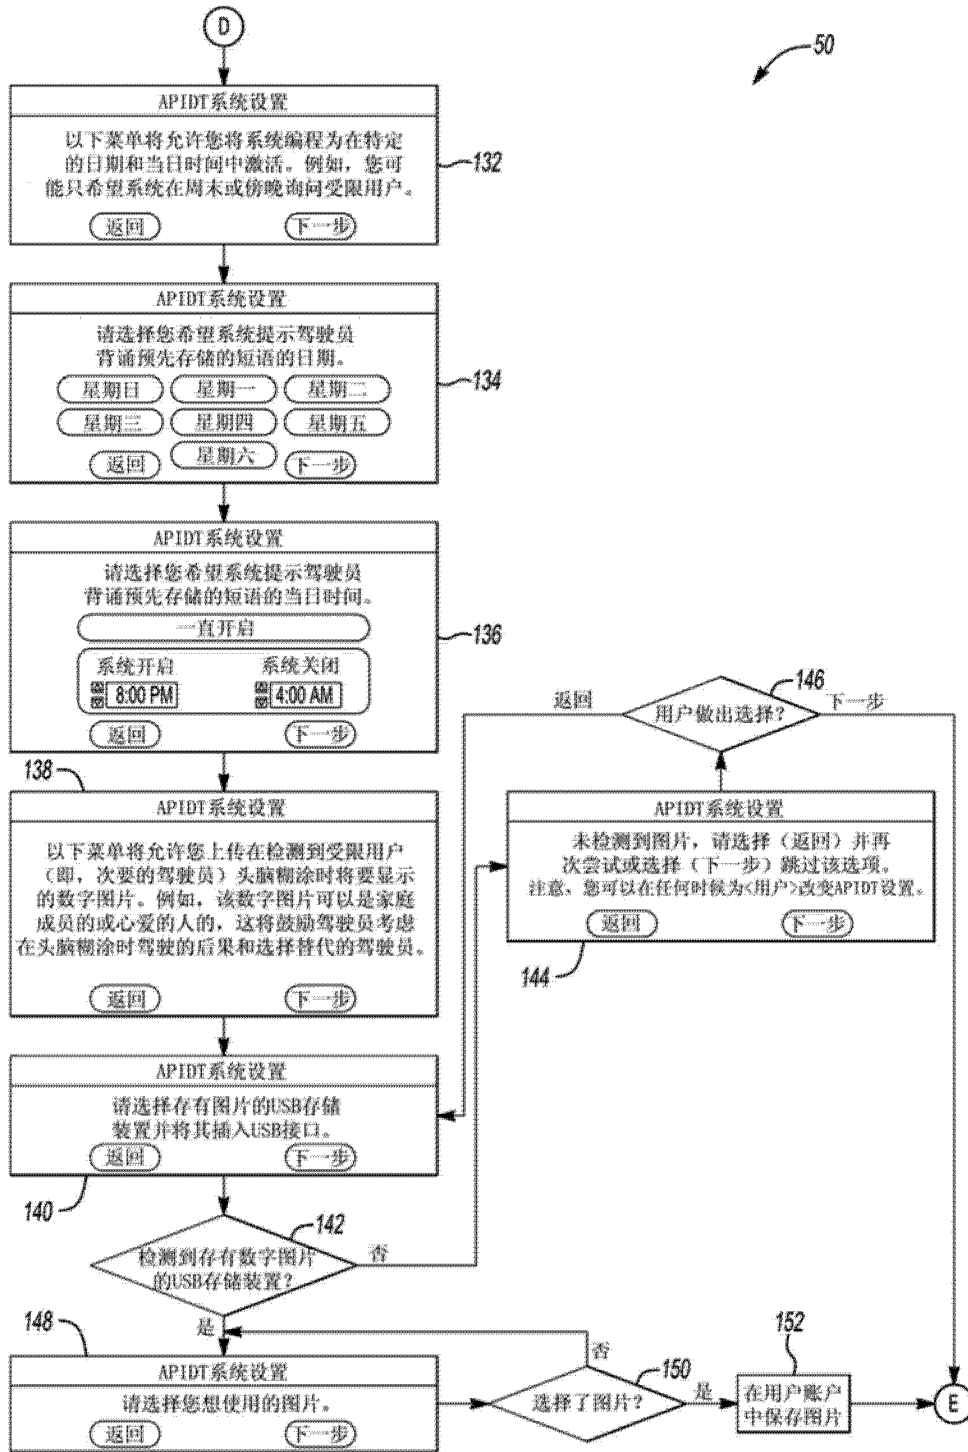 D
50
APIDT系统设置
以下菜单将允许您将系统编程为在特定
的日期和当日时间中激活。例如，您可
能只希望系统在周末或傍晚询问受限用户。
返回
下一步
132
APIDT系统设置
请选择您希望系统提示驾驶员
背诵预先存储的短语的日期。
星期日
星期一
星期二
星期三
星期四
星期五
星期六
返回
下一步
134
APIDT系统设置
请选择您希望系统提示驾驶员
背诵预先存储的短语的当日时间。
一直开启
系统开启
系统关闭
8:00 PM
4:00 AM
返回
下一步
136
138
APIDT系统设置
以下菜单将允许您上传在检测到受限用户
（即，次要的驾驶员）头脑糊涂时将要显示
的数字图片。例如，该数字图片可以是家庭
成员的或心爱的人的，这将鼓励驾驶员考虑
在头脑糊涂时驾驶的后果和选择替代的驾驶员。
返回
下一步
146
用户做出选择？
返回
下一步
APIDT系统设置
未检测到图片，请选择（返回）并再
次尝试或选择（下一步）跳过该选项。
注意，您可以在任何时候为<用户>改变APIDT设置。
返回
下一步
144
APIDT系统设置
请选择存有图片的USB存储
装置并将其插入USB接口。
返回
下一步
140
142
检测到存有数字图片
的USB存储装置？
否
是
148
APIDT系统设置
请选择您想使用的图片。
返回
下一步
否
150
选择了图片？
是
152
在用户账户
中保存图片
E